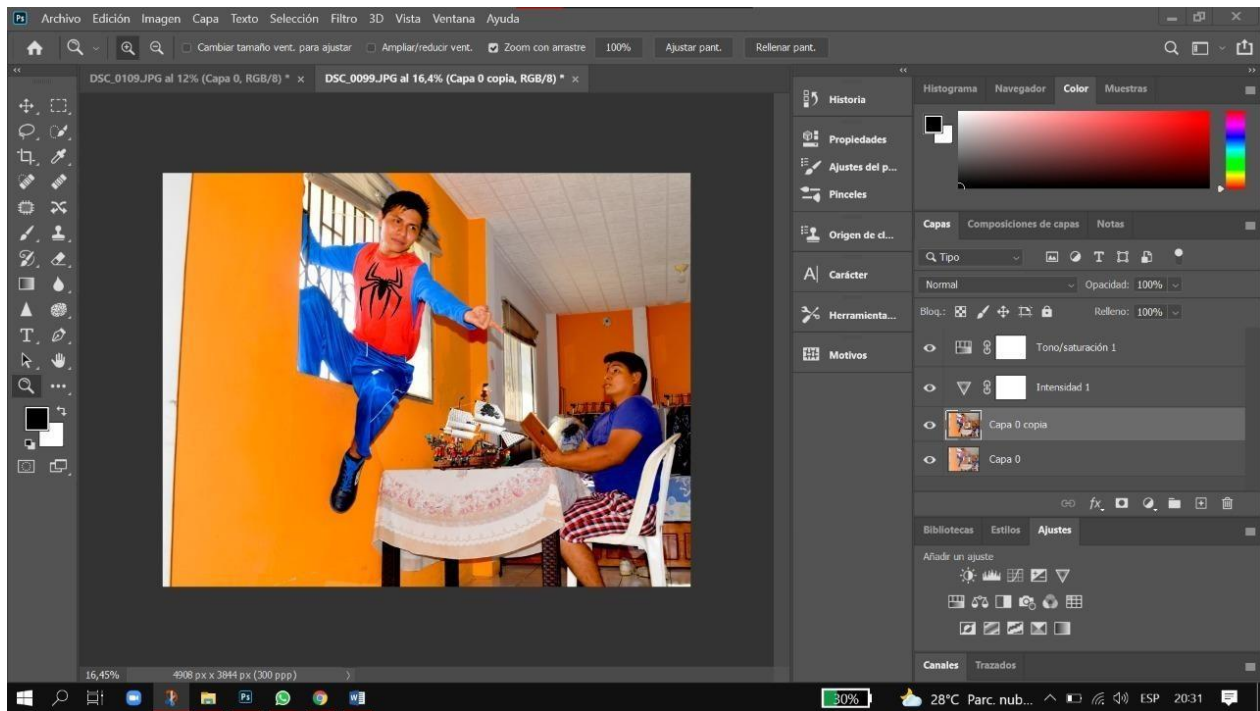 Ps Archivo Edición Imagen Capa Texto Selección Filtro 3D Vista Ventana Ayuda
Cambiar tamaño vent. para ajustar Ampliar/reducir vent. Zoom con arrastre 100% Ajustar pant. Rellenar pant.
DSC_0109.JPG al 12% (Capa 0, RGB/8) * × DSC_0099.JPG al 16,4% (Capa 0 copia, RGB/8) * ×
Historia
Propiedades
Ajustes del p...
Pinceles
Origen de cl...
Carácter
Herramienta...
Motivos
Histograma Navegador Color Muestras
Capas Composiciones de capas Notas
Tipo
Normal Opacidad: 100%
Bloq.: Relleno: 100%
Tono/saturación 1
Intensidad 1
Capa 0 copia
Capa 0
fx
Bibliotecas Estilos Ajustes
Añadir un ajuste
Canales Trazados
16,45% 4908 px x 3844 px (300 ppp)
Ps 30% 28°C Parc. nub... ESP 20:31